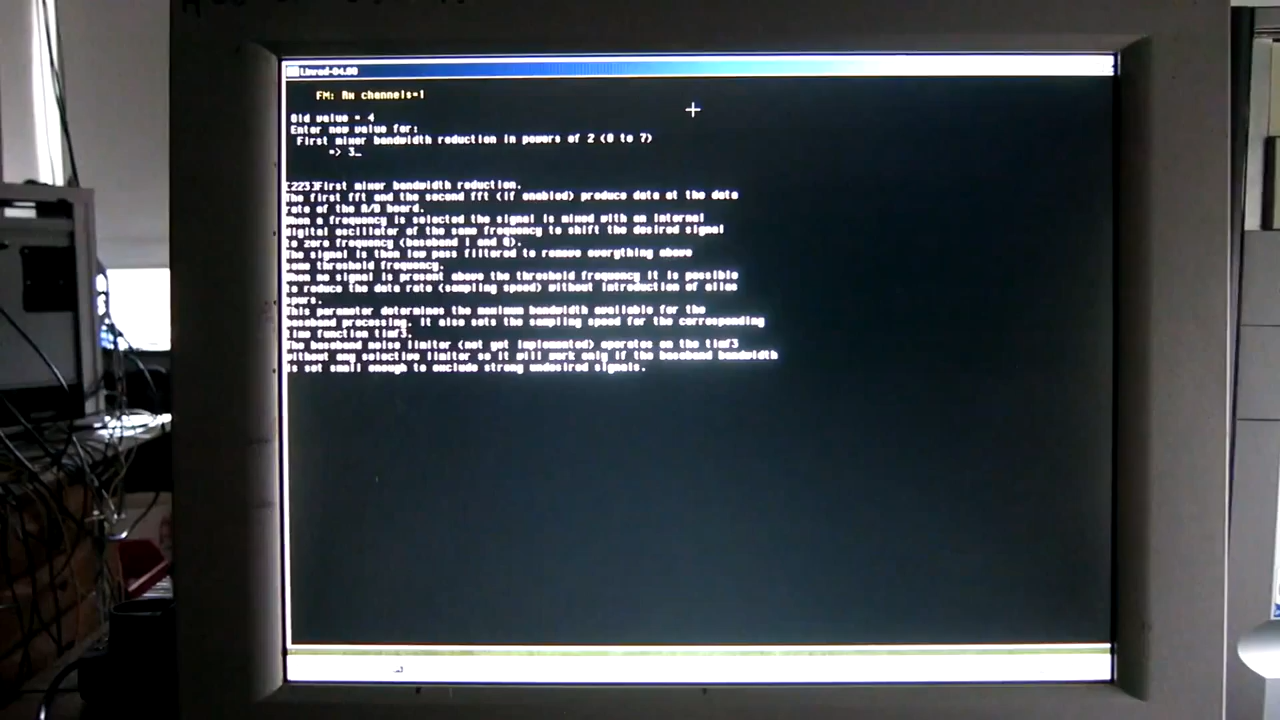 Linrad-04.00
FM: Rx channels=1
Old value = 4
Enter new value for:
First mixer bandwidth reduction in powers of 2 (0 to 7)
=> 3_
[223]First mixer bandwidth reduction.
The first fft and the second fft (if enabled) produce data at the data
rate of the A/D board.
When a frequency is selected the signal is mixed with an internal
digital oscillator of the same frequency to shift the desired signal
to zero frequency (baseband I and Q).
The signal is then low pass filtered to remove everything above
some threshold frequency.
When no signal is present above the threshold frequency it is possible
to reduce the data rate (sampling speed) without introduction of alias
spurs.
This parameter determines the maximum bandwidth available for the
baseband processing. it also sets the sampling speed for the corresponding
time function timf3.
The baseband noise limiter (not yet implemented) operates on the timf3
without any selective limiter so it will work only if the baseband bandwidth
is set small enough to exclude strong undesired signals.